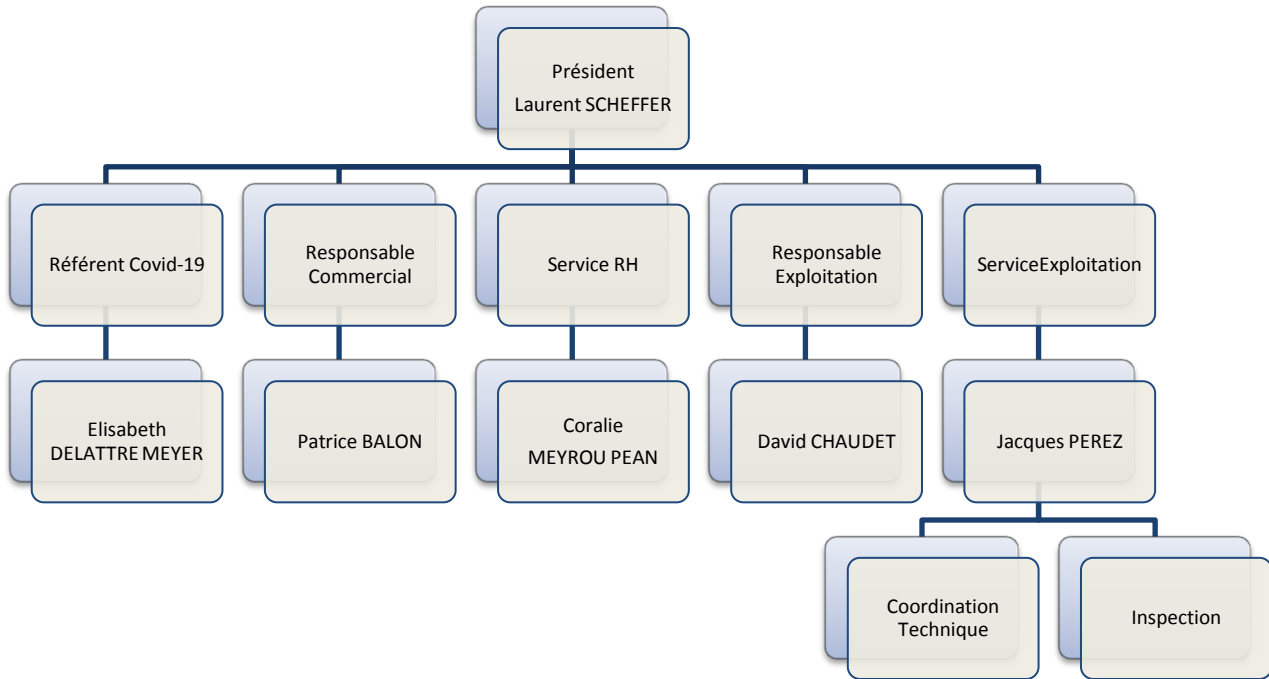 Président
Laurent SCHEFFER
Référent Covid-19
Responsable
Commercial
Service RH
Responsable
Exploitation
ServiceExploitation
Elisabeth
DELATTRE MEYER
Patrice BALON
Coralie
MEYROU PEAN
David CHAUDET
Jacques PEREZ
Coordination
Technique
Inspection